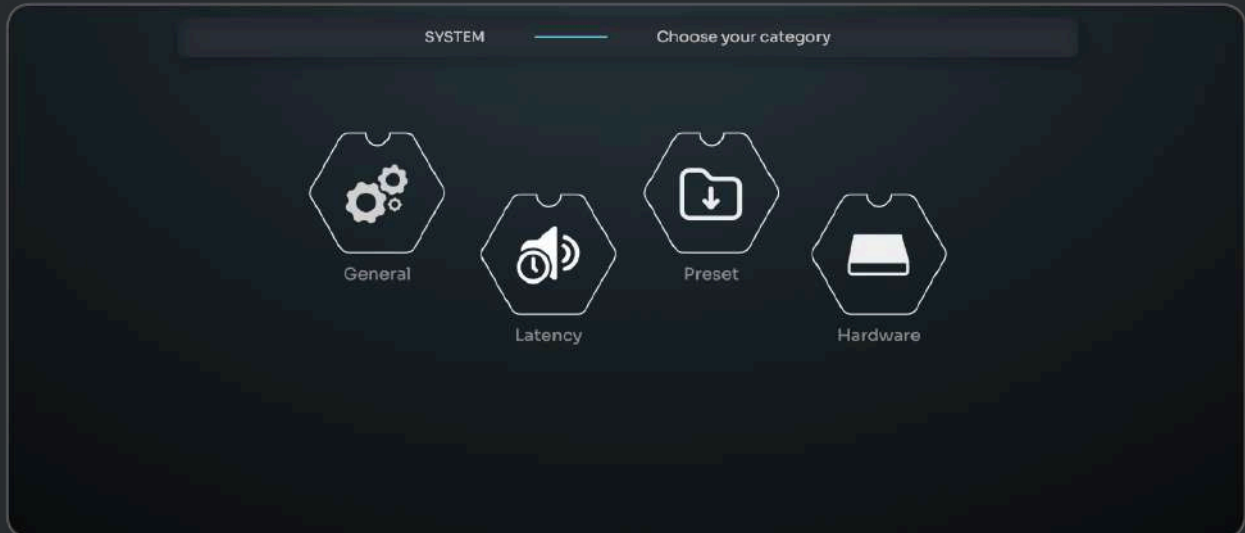 SYSTEM Choose your category
General
Latency
Preset
Hardware